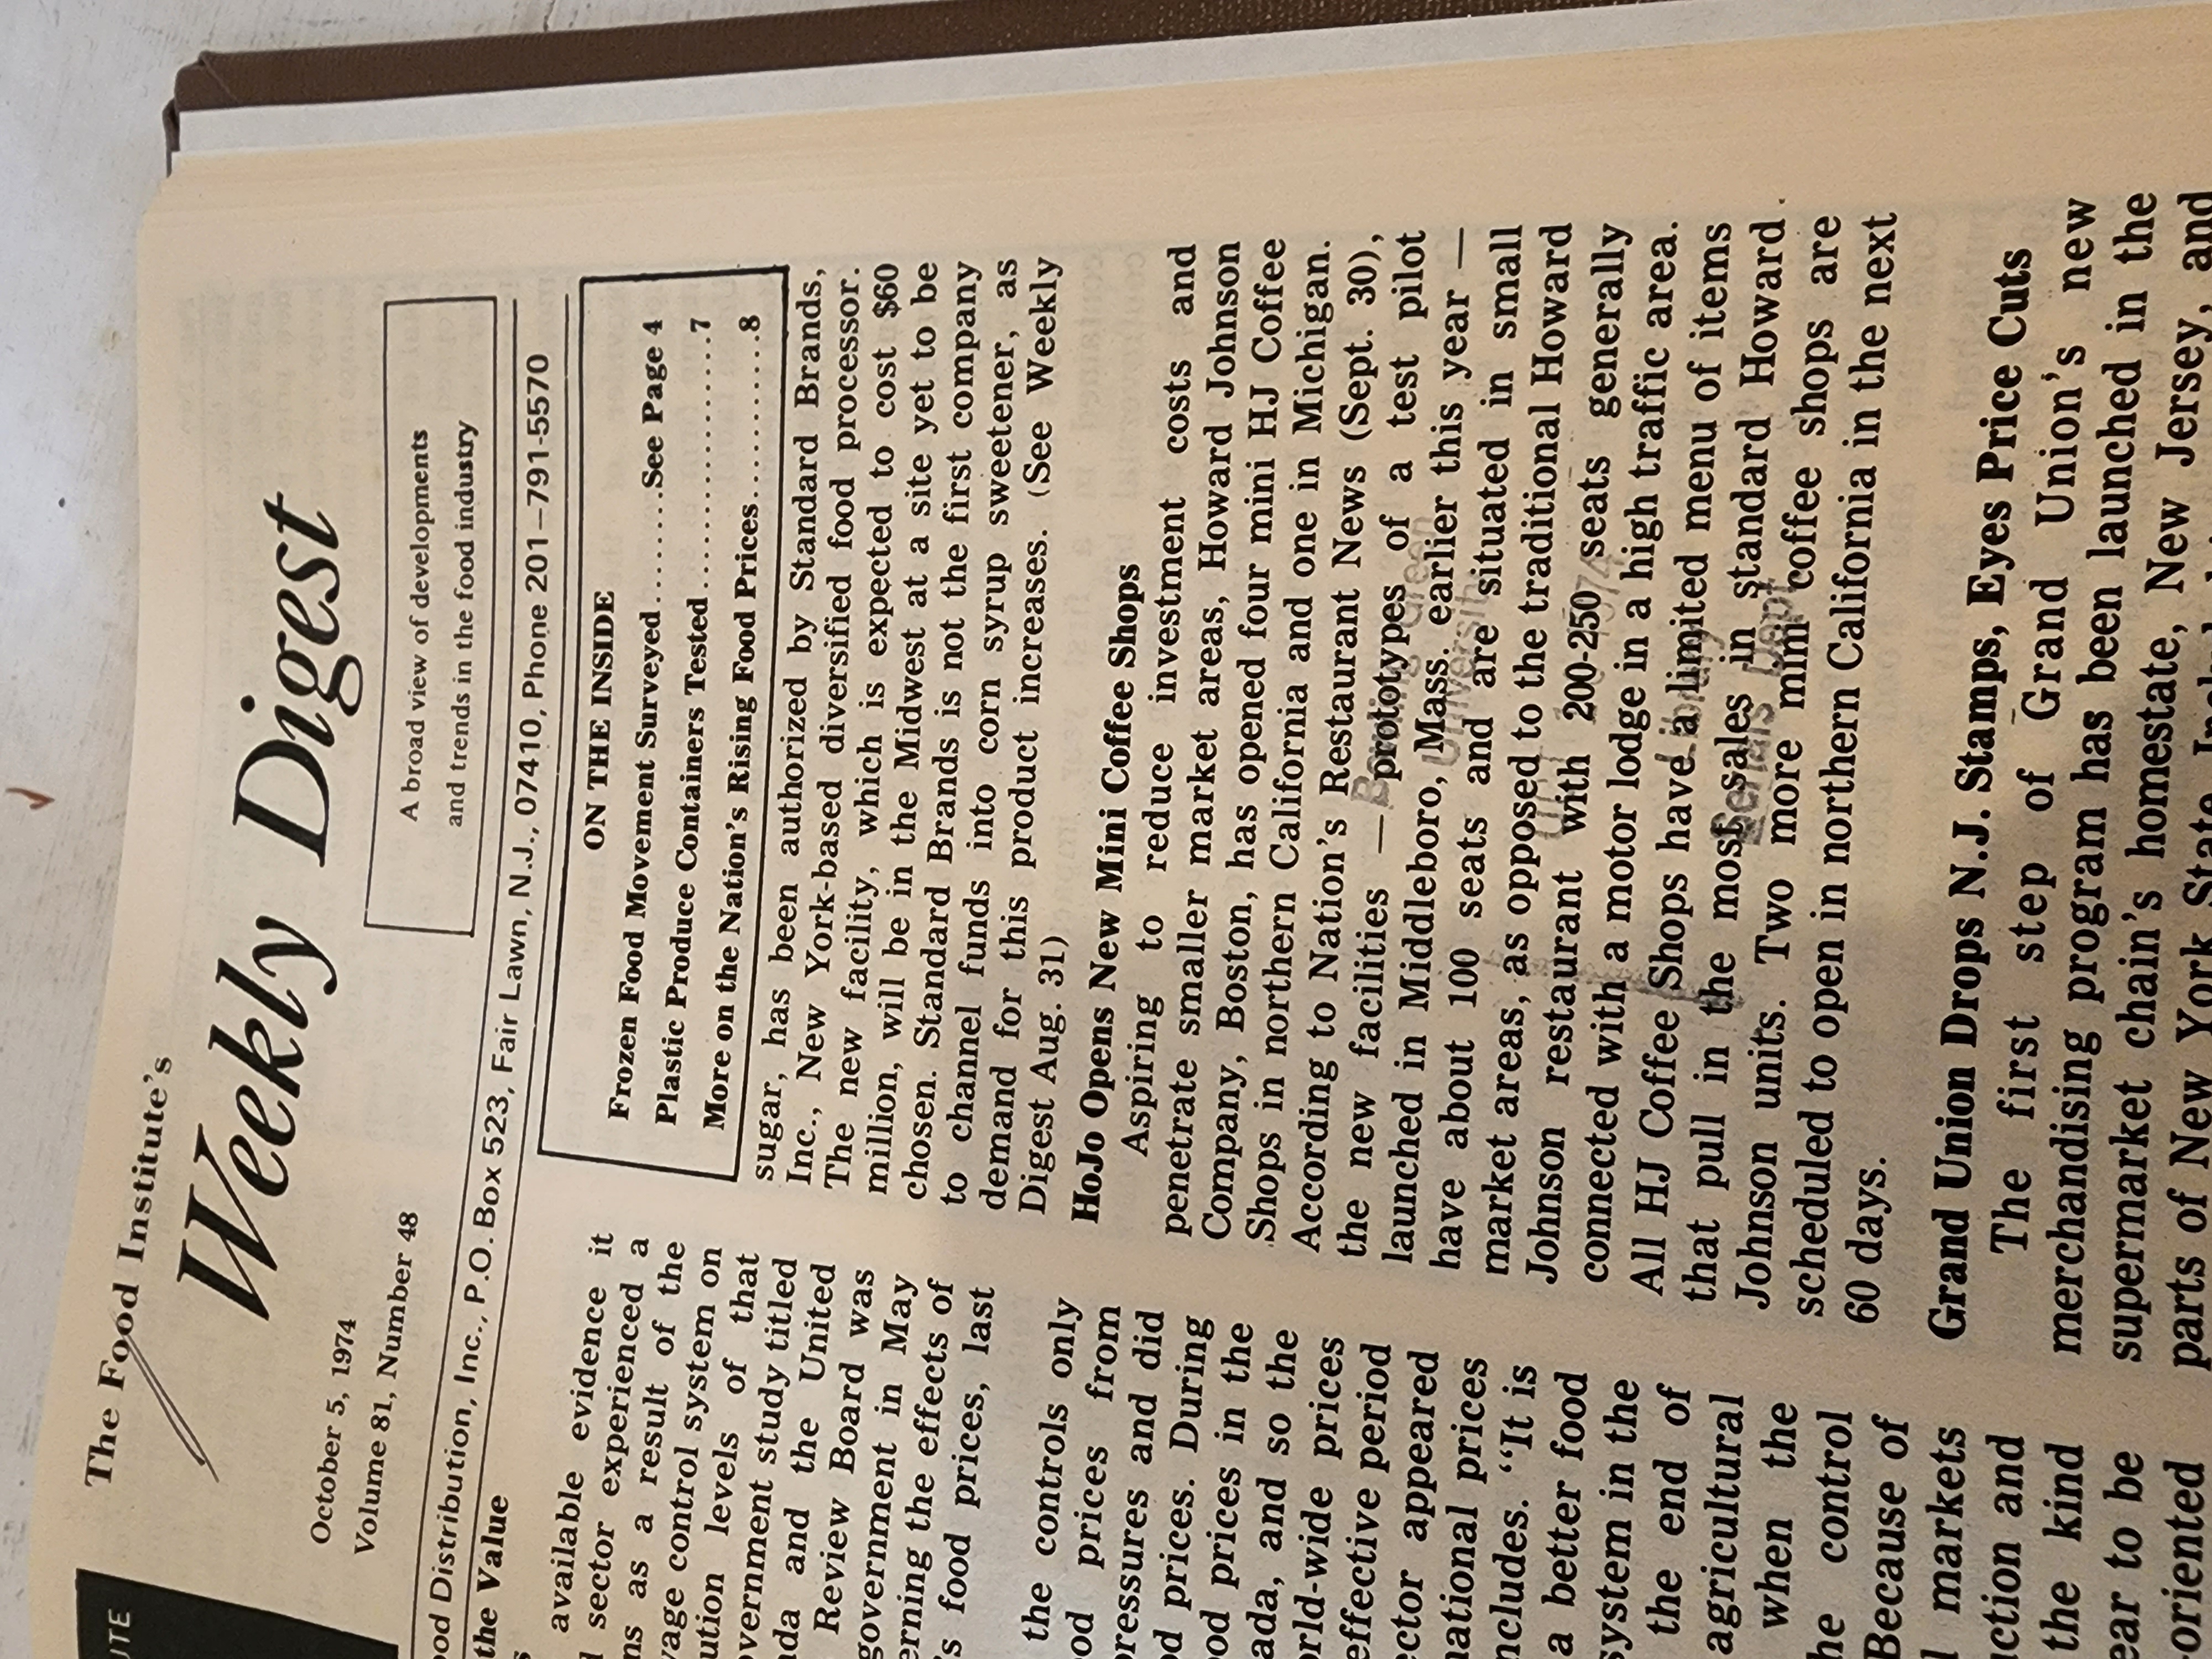 UTE
The Food Institute's
Weekly Digest
October 5, 1974
Volume 81, Number 48
A broad view of developments
and trends in the food industry
ood Distribution, Inc., P.O. Box 523, Fair Lawn, N.J., 07410, Phone 201-791-5570
the Value
s
available evidence it
l sector experienced a
ns as a result of the
vage control system on
ution levels of that
vernment study titled
da and the United
Review Board was
government in May
erning the effects of
's food prices, last
the controls only
od prices from
ressures and did
d prices. During
ood prices in the
ada, and so the
orld-wide prices
effective period
ector appeared
national prices
ncludes. "It is
a better food
system in the
the end of
agricultural
when the
he control
Because of
l markets
uction and
the kind
ear to be
oriented
ON THE INSIDE
Frozen Food Movement Surveyed.......See Page 4
Plastic Produce Containers Tested....................7
More on the Nation's Rising Food Prices............8
sugar, has been authorized by Standard Brands,
Inc., New York-based diversified food processor.
The new facility, which is expected to cost $60
million, will be in the Midwest at a site yet to be
chosen. Standard Brands is not the first company
to channel funds into corn syrup sweetener, as
demand for this product increases. (See Weekly
Digest Aug. 31)
HoJo Opens New Mini Coffee Shops
Aspiring to reduce investment costs and
penetrate smaller market areas, Howard Johnson
Company, Boston, has opened four mini HJ Coffee
Shops in northern California and one in Michigan.
According to Nation's Restaurant News (Sept. 30),
the new facilities — prototypes of a test pilot
launched in Middleboro, Mass. earlier this year —
have about 100 seats and are situated in small
market areas, as opposed to the traditional Howard
Johnson restaurant with 200-250 seats generally
connected with a motor lodge in a high traffic area.
All HJ Coffee Shops have a limited menu of items
that pull in the most sales in standard Howard
Johnson units. Two more mini coffee shops are
scheduled to open in northern California in the next
60 days.
Grand Union Drops N.J. Stamps, Eyes Price Cuts
The first step of Grand Union's new
merchandising program has been launched in the
supermarket chain's homestate, New Jersey, and
parts of New York State.
Bowling Green
University
Library
Serials Dept